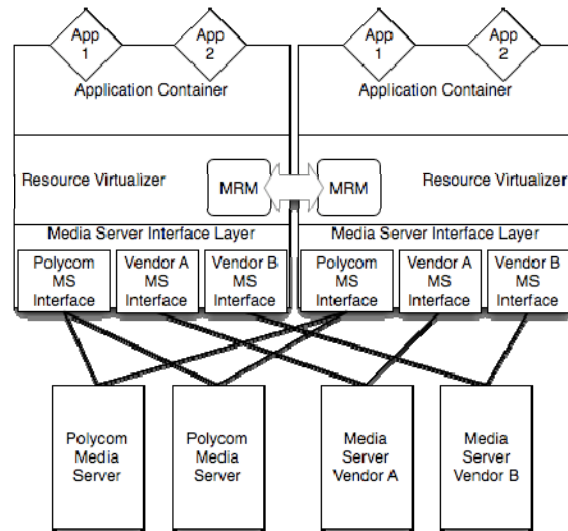 App
1
App
2
App
1
App
2
Application Container
Application Container
Resource Virtualizer
MRM
MRM
Resource Virtualizer
Media Server Interface Layer
Media Server Interface Layer
Polycom
MS
Interface
Vendor A
MS
Interface
Vendor B
MS
Interface
Polycom
MS
Interface
Vendor A
MS
Interface
Vendor B
MS
Interface
Polycom
Media
Server
Polycom
Media
Server
Media
Server
Vendor A
Media
Server
Vendor B